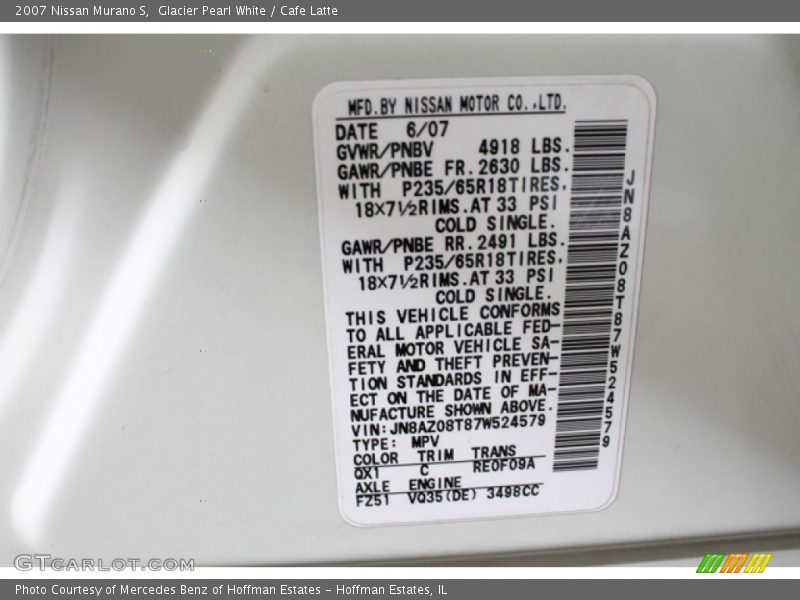 2007 Nissan Murano S,  Glacier Pearl White / Cafe Latte
MFD.BY NISSAN MOTOR CO.,LTD.
DATE 6/07
GVWR/PNBV 4918 LBS.
GAWR/PNBE FR. 2630 LBS.
WITH P235/65R18TIRES.
18×7½RIMS.AT 33 PSI
COLD SINGLE.
GAWR/PNBE RR. 2491 LBS.
WITH P235/65R18TIRES.
18×7½RIMS.AT 33 PSI
COLD SINGLE.
THIS VEHICLE CONFORMS
TO ALL APPLICABLE FED-
ERAL MOTOR VEHICLE SA-
FETY AND THEFT PREVEN-
TION STANDARDS IN EFF-
ECT ON THE DATE OF MA-
NUFACTURE SHOWN ABOVE.
VIN:JN8AZ08T87W524579
TYPE: MPV
COLOR TRIM TRANS
QX1 C RE0F09A
AXLE ENGINE
FZ51 VQ35(DE) 3498CC
JN8AZ08T87W524579
GTCarLot.com
Photo Courtesy of Mercedes Benz of Hoffman Estates - Hoffman Estates, IL